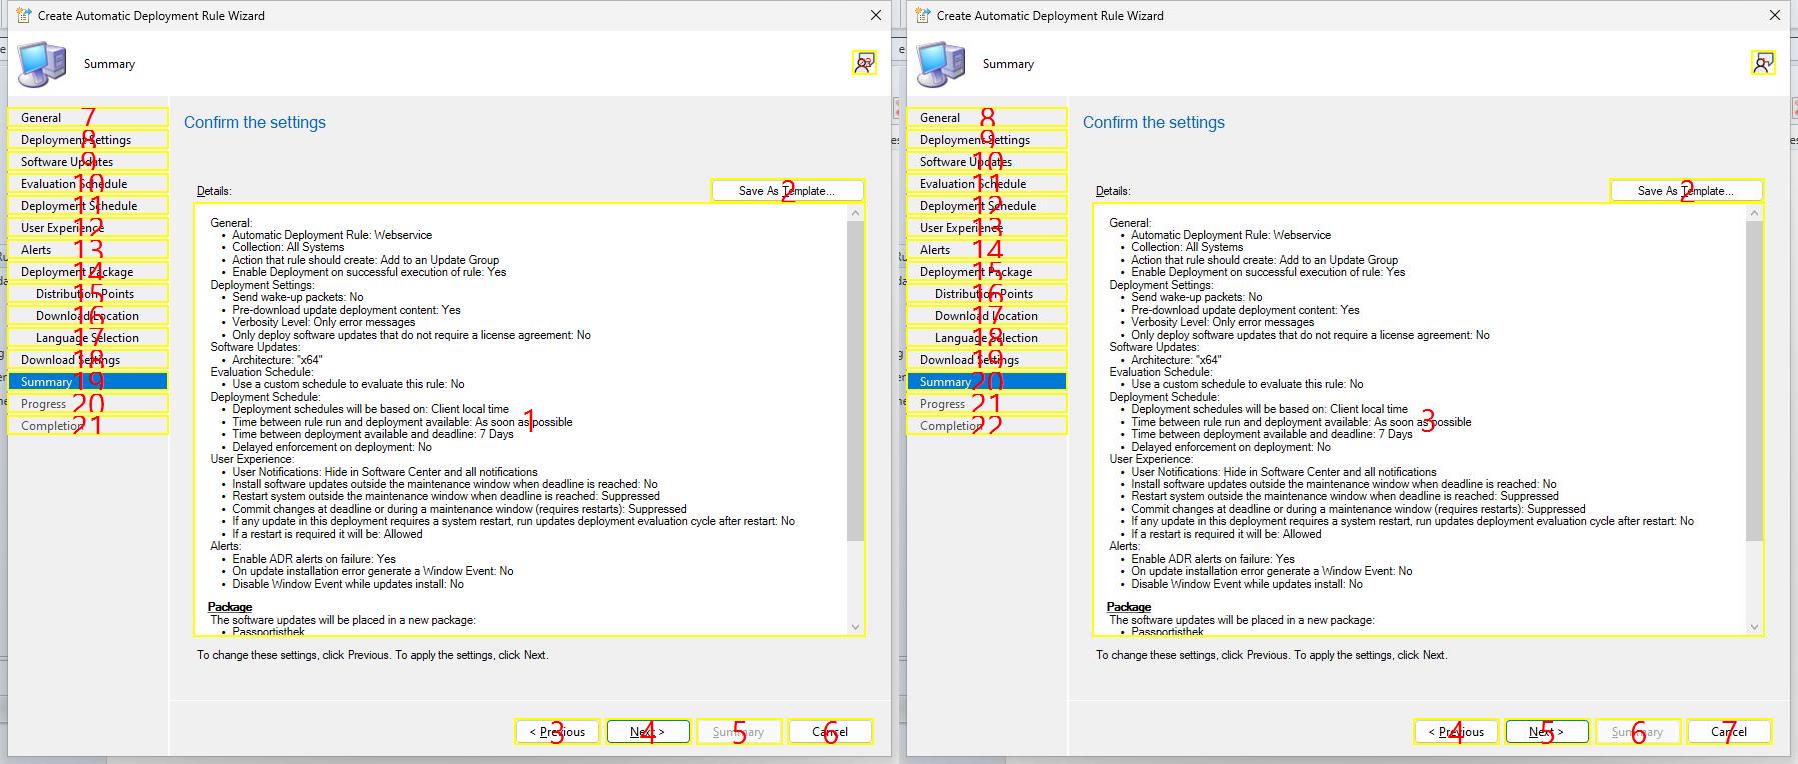 Create Automatic Deployment Rule Wizard
Summary
General 7
Deployment Settings 8
Software Updates 9
Evaluation Schedule 10
Deployment Schedule 11
User Experience 12
Alerts 13
Deployment Package 14
Distribution Points 15
Download Location 16
Language Selection 17
Download Settings 18
Summary 19
Progress 20
Completion 21
Confirm the settings
Details:
Save As Template... 2
General:
• Automatic Deployment Rule: Webservice
• Collection: All Systems
• Action that rule should create: Add to an Update Group
• Enable Deployment on successful execution of rule: Yes
Deployment Settings:
• Send wake-up packets: No
• Pre-download update deployment content: Yes
• Verbosity Level: Only error messages
• Only deploy software updates that do not require a license agreement: No
Software Updates:
• Architecture: "x64"
Evaluation Schedule:
• Use a custom schedule to evaluate this rule: No
Deployment Schedule:
• Deployment schedules will be based on: Client local time
• Time between rule run and deployment available: As soon as possible
1
• Time between deployment available and deadline: 7 Days
• Delayed enforcement on deployment: No
User Experience:
• User Notifications: Hide in Software Center and all notifications
• Install software updates outside the maintenance window when deadline is reached: No
• Restart system outside the maintenance window when deadline is reached: Suppressed
• Commit changes at deadline or during a maintenance window (requires restarts): Suppressed
• If any update in this deployment requires a system restart, run updates deployment evaluation cycle after restart: No
• If a restart is required it will be: Allowed
Alerts:
• Enable ADR alerts on failure: Yes
• On update installation error generate a Window Event: No
• Disable Window Event while updates install: No
Package
The software updates will be placed in a new package:
• Passportisthek
To change these settings, click Previous. To apply the settings, click Next.
< Previous 3
Next > 4
Summary 5
Cancel 6
Create Automatic Deployment Rule Wizard
Summary
General 8
Deployment Settings 9
Software Updates 10
Evaluation Schedule 11
Deployment Schedule 12
User Experience 13
Alerts 14
Deployment Package 15
Distribution Points 16
Download Location 17
Language Selection 18
Download Settings 19
Summary 20
Progress 21
Completion 22
Confirm the settings
Details:
Save As Template... 2
General:
• Automatic Deployment Rule: Webservice
• Collection: All Systems
• Action that rule should create: Add to an Update Group
• Enable Deployment on successful execution of rule: Yes
Deployment Settings:
• Send wake-up packets: No
• Pre-download update deployment content: Yes
• Verbosity Level: Only error messages
• Only deploy software updates that do not require a license agreement: No
Software Updates:
• Architecture: "x64"
Evaluation Schedule:
• Use a custom schedule to evaluate this rule: No
Deployment Schedule:
• Deployment schedules will be based on: Client local time
• Time between rule run and deployment available: As soon as possible
3
• Time between deployment available and deadline: 7 Days
• Delayed enforcement on deployment: No
User Experience:
• User Notifications: Hide in Software Center and all notifications
• Install software updates outside the maintenance window when deadline is reached: No
• Restart system outside the maintenance window when deadline is reached: Suppressed
• Commit changes at deadline or during a maintenance window (requires restarts): Suppressed
• If any update in this deployment requires a system restart, run updates deployment evaluation cycle after restart: No
• If a restart is required it will be: Allowed
Alerts:
• Enable ADR alerts on failure: Yes
• On update installation error generate a Window Event: No
• Disable Window Event while updates install: No
Package
The software updates will be placed in a new package:
• Passportisthek
To change these settings, click Previous. To apply the settings, click Next.
< Previous 4
Next > 5
Summary 6
Cancel 7